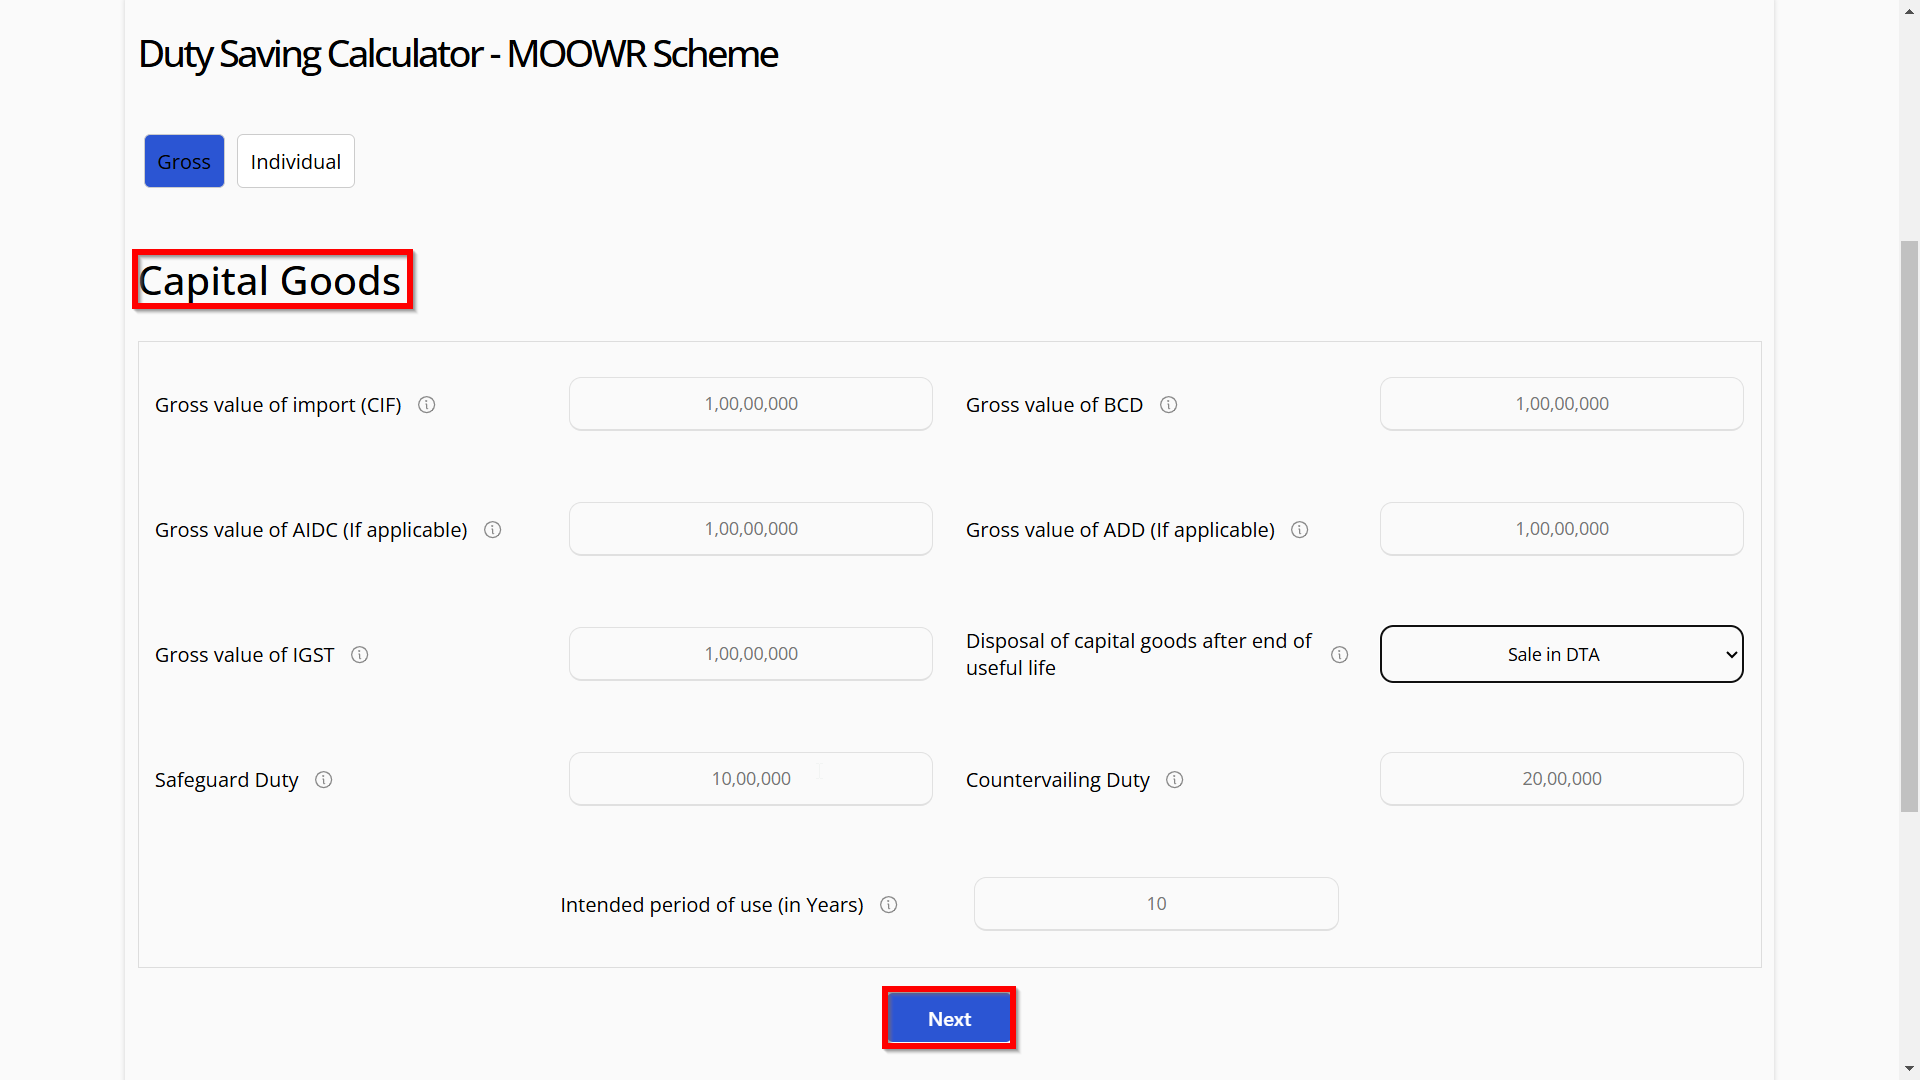 Duty Saving Calculator - MOOWR Scheme
Gross
Individual
Capital Goods
Gross value of import (CIF)
1,00,00,000
Gross value of BCD
1,00,00,000
Gross value of AIDC (If applicable)
1,00,00,000
Gross value of ADD (If applicable)
1,00,00,000
Gross value of IGST
1,00,00,000
Disposal of capital goods after end of
useful life
Sale in DTA
Safeguard Duty
10,00,000
Countervailing Duty
20,00,000
Intended period of use (in Years)
10
Next